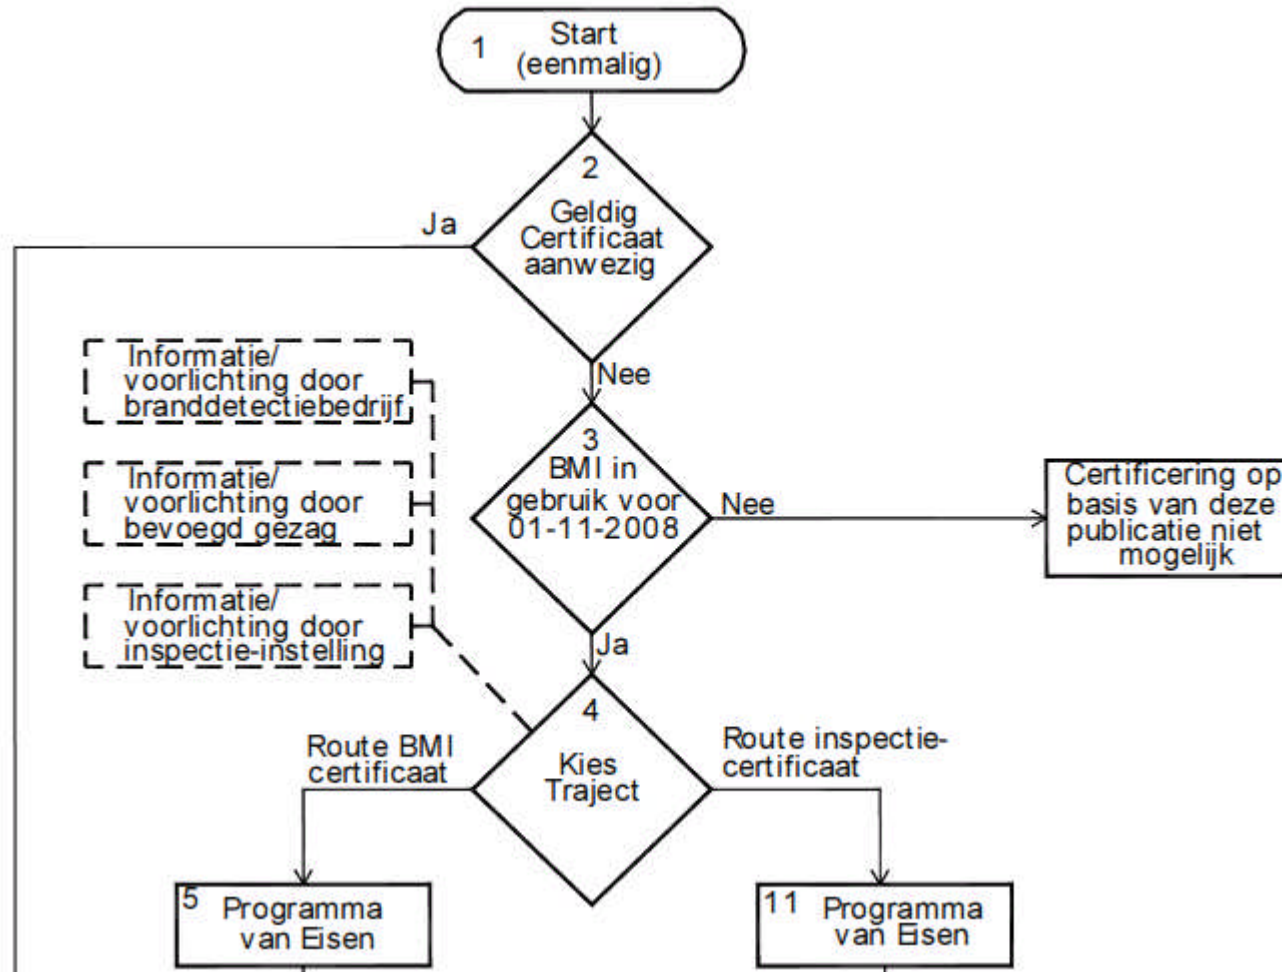 1
Start
(eenmalig)
2
Geldig
Certificaat
aanwezig
Ja
Nee
Informatie/
voorlichting door
branddetectiebedrijf
Informatie/
voorlichting door
bevoegd gezag
Informatie/
voorlichting door
inspectie-instelling
3
BMI in
gebruik voor
01-11-2008
Nee
Certificering op
basis van deze
publicatie niet
mogelijk
Ja
4
Kies
Traject
Route BMI
certificaat
Route inspectie-
certificaat
5
Programma
van Eisen
11
Programma
van Eisen